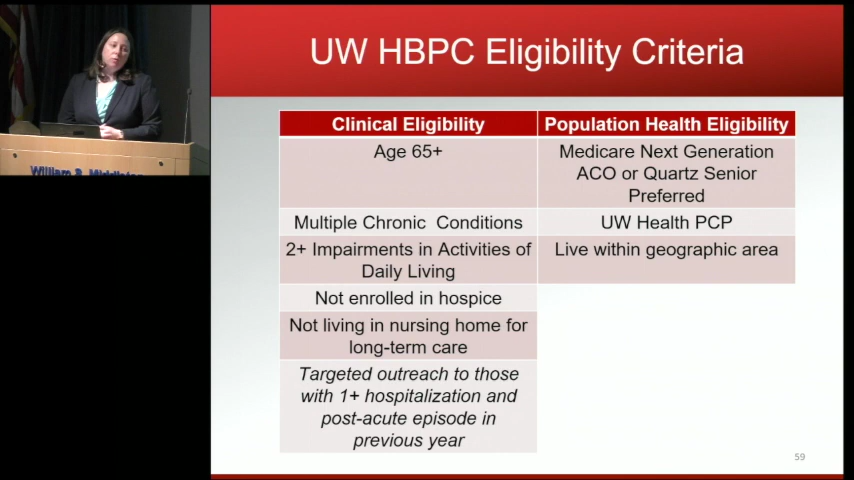 UW HBPC Eligibility Criteria
Clinical Eligibility
Population Health Eligibility
Age 65+
Medicare Next Generation
ACO or Quartz Senior
Preferred
Multiple Chronic Conditions
UW Health PCP
2+ Impairments in Activities of
Daily Living
Live within geographic area
Not enrolled in hospice
Not living in nursing home for
long-term care
Targeted outreach to those
with 1+ hospitalization and
post-acute episode in
previous year
59
William S. Middleton